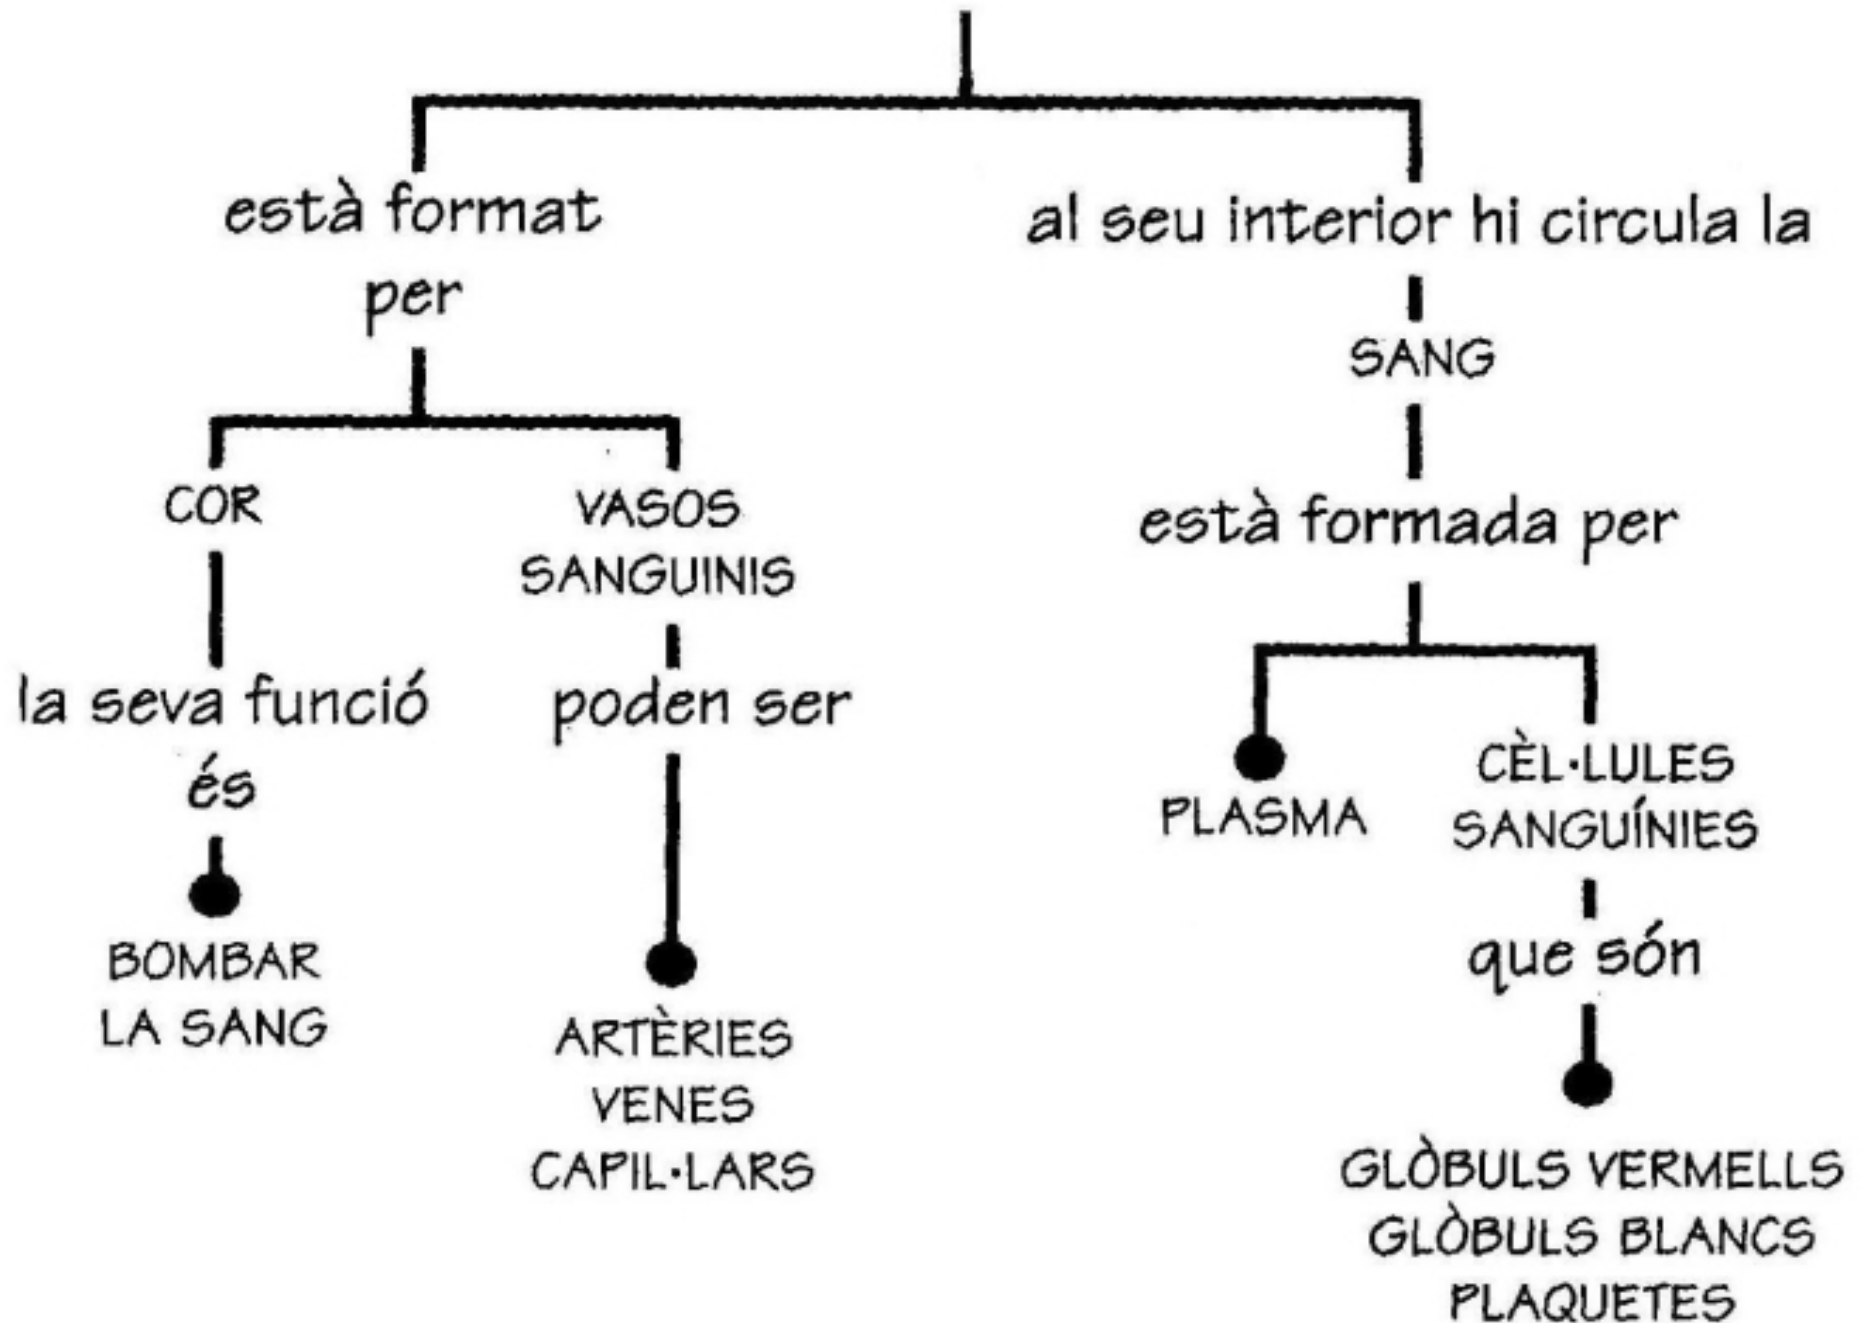 està format
per
al seu interior hi circula la
SANG
COR
VASOS
SANGUINIS
està formada per
la seva funció
és
poden ser
PLASMA
CÈL·LULES
SANGUÍNIES
BOMBAR
LA SANG
que són
ARTÈRIES
VENES
CAPIL·LARS
GLÒBULS VERMELLS
GLÒBULS BLANCS
PLAQUETES